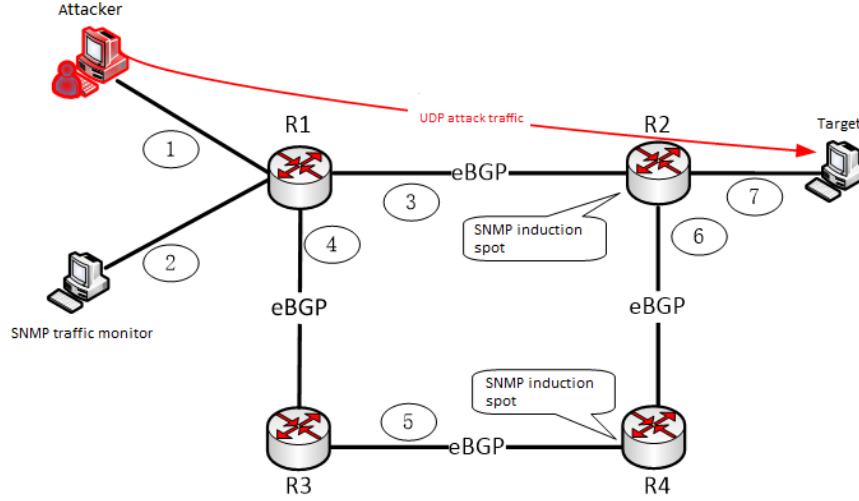 Attacker
R1
UDP attack traffic
R2
Target
1
eBGP
3
7
SNMP induction
spot
6
4
2
SNMP traffic monitor
eBGP
eBGP
SNMP induction
spot
5
eBGP
R3
R4